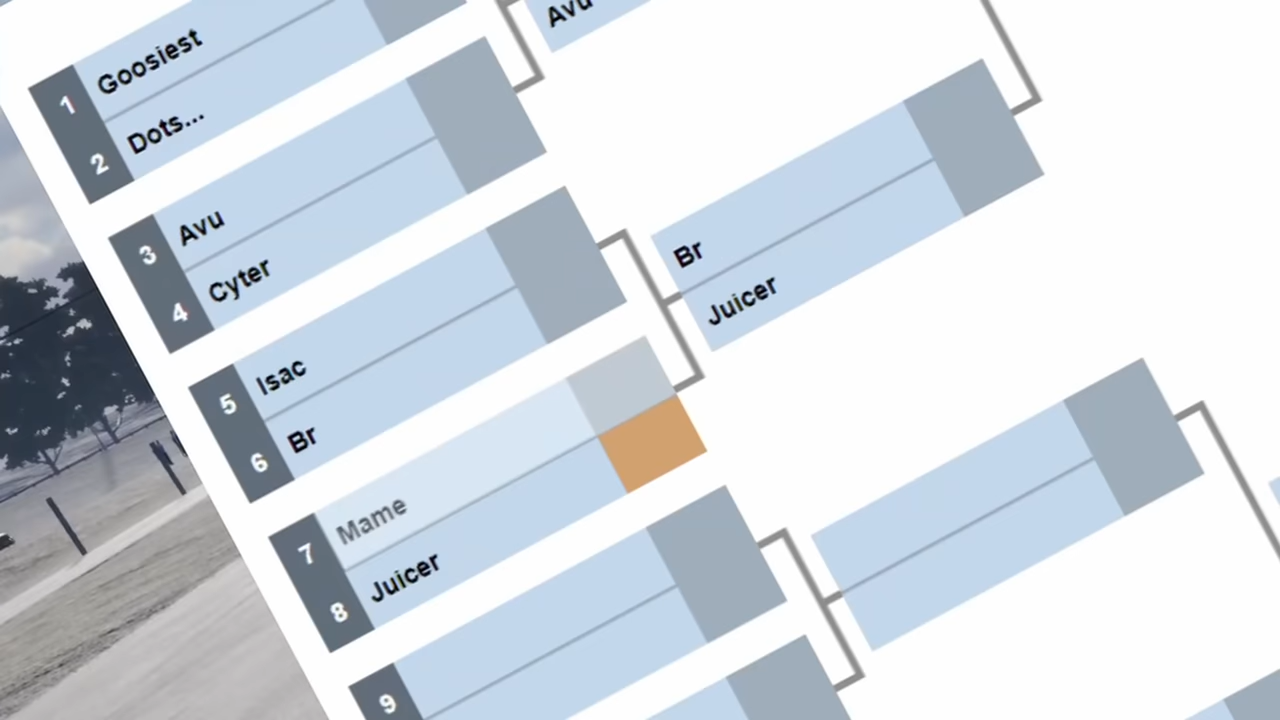 1 Goosiest
2 Dots...
3 Avu
4 Cyter
5 Isac
6 Br
7 Mame
8 Juicer
9
Avu
Br
Juicer